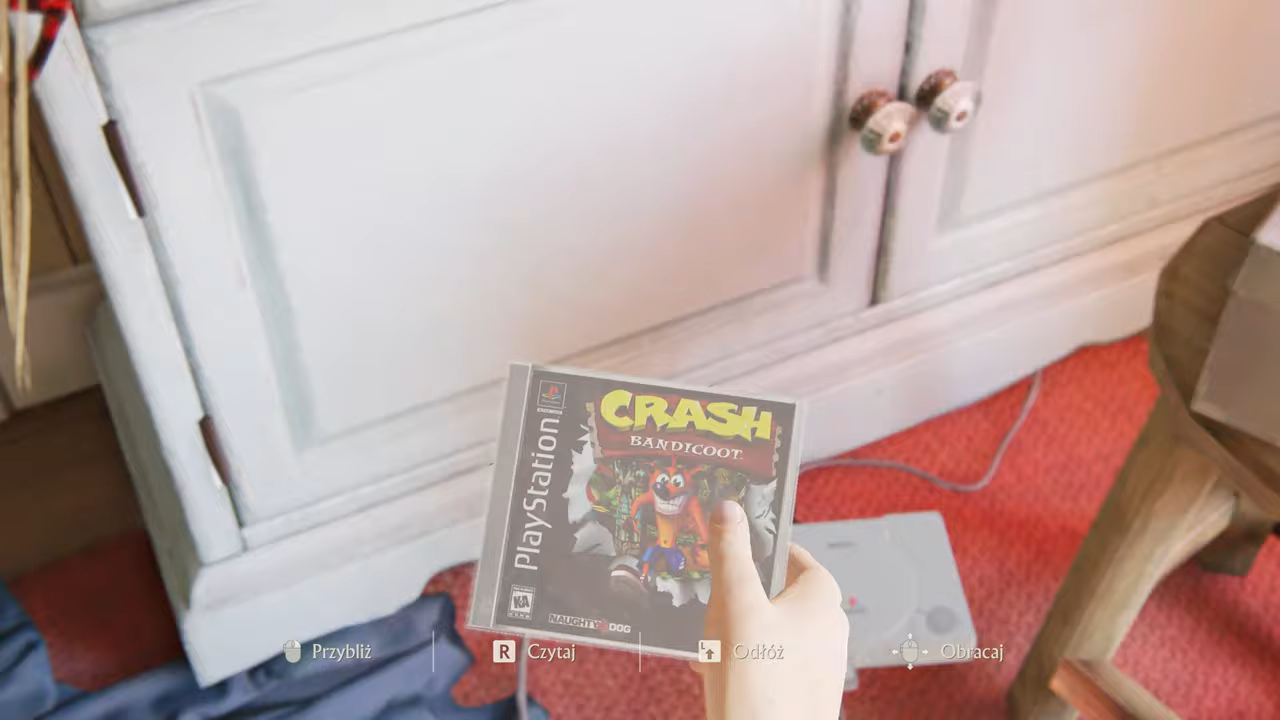 CRASH
BANDICOOT
PlayStation
K-A
NAUGHTY DOG
Przybliż
R Czytaj
L Odłóż
Obracaj